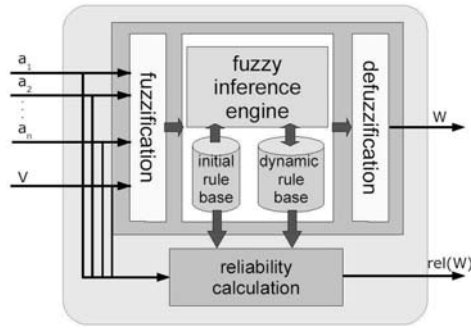 a1
a2
an
V
fuzzification
fuzzy
inference
engine
initial
rule
base
dynamic
rule
base
defuzzification
W
reliability
calculation
rel(W)